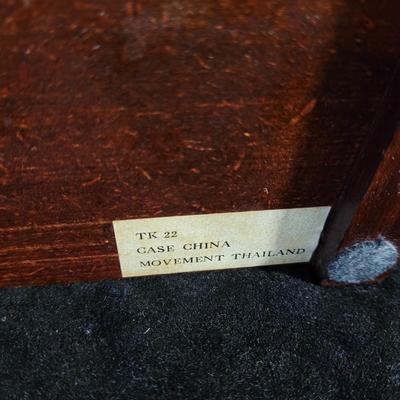 TK 22
CASE CHINA
MOVEMENT THAILAND